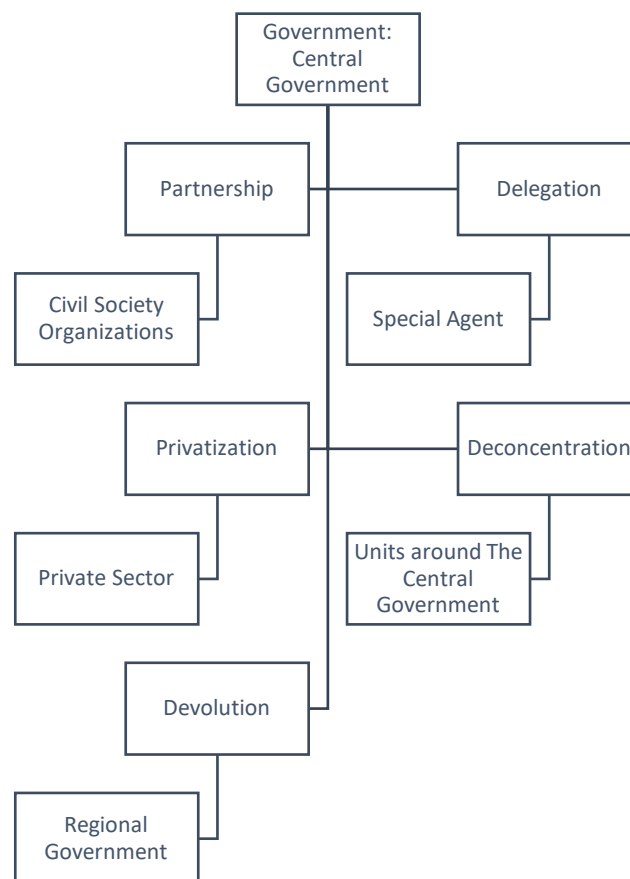 Government:
Central
Government
Partnership
Delegation
Civil Society
Organizations
Special Agent
Privatization
Deconcentration
Private Sector
Units around The
Central
Government
Devolution
Regional
Government